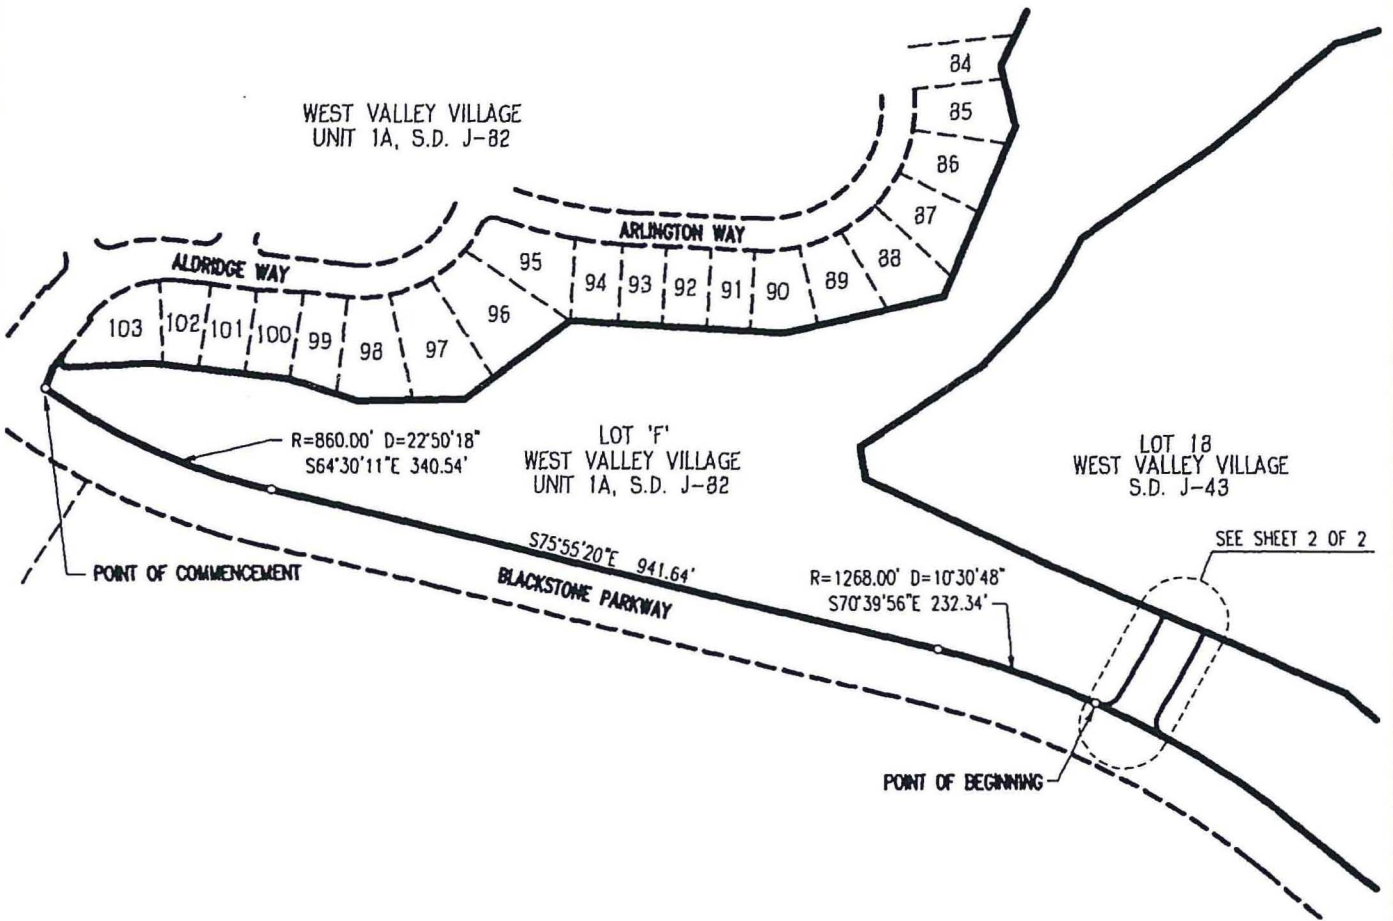 84
85
86
87
88
89
90
91
92
93
94
95
96
97
98
99
100
101
102
103
WEST VALLEY VILLAGE
UNIT 1A, S.D. J-82
ARLINGTON WAY
ALDRIDGE WAY
R=860.00' D=22°50'18"
S64°30'11"E 340.54'
LOT 'F'
WEST VALLEY VILLAGE
UNIT 1A, S.D. J-82
LOT 18
WEST VALLEY VILLAGE
S.D. J-43
SEE SHEET 2 OF 2
POINT OF COMMENCEMENT
S75°55'20"E 941.64'
BLACKSTONE PARKWAY
R=1268.00' D=10°30'48"
S70°39'56"E 232.34'
POINT OF BEGINNING